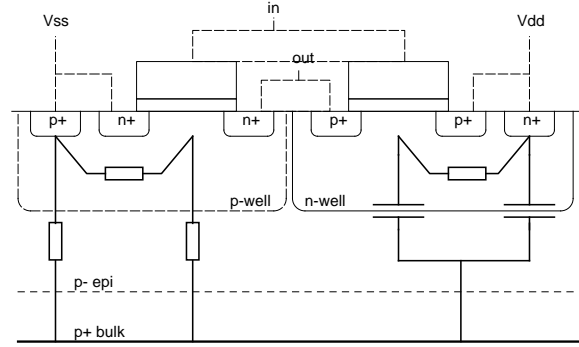 in
Vss
Vdd
out
p+
n+
n+
p+
p+
n+
p-well
n-well
p- epi
p+ bulk